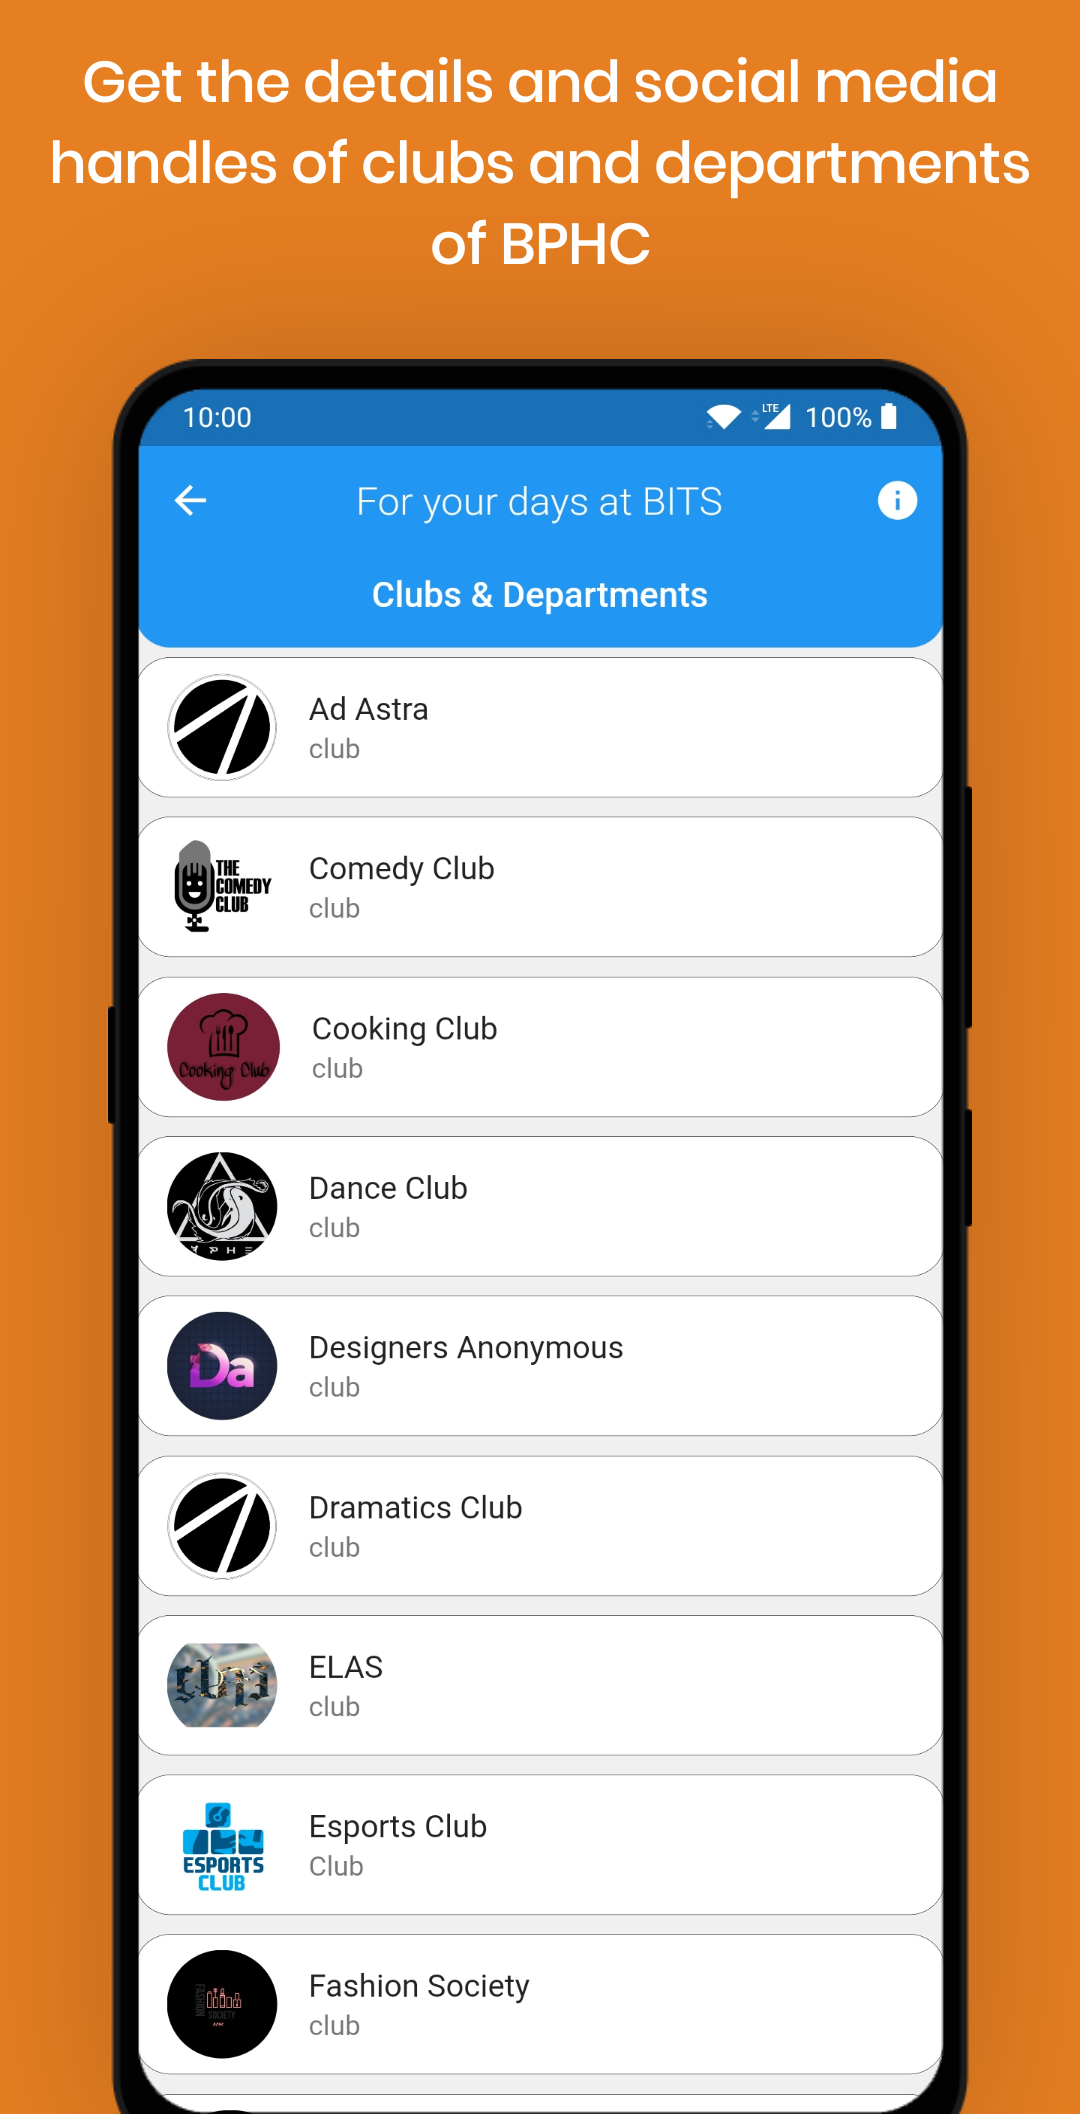 Get the details and social media
handles of clubs and departments
of BPHC
10:00
LTE
100%
For your days at BITS
Clubs & Departments
Ad Astra
club
THE
COMEDY
CLUB
Comedy Club
club
Cooking Club
Cooking Club
club
Dance Club
club
Da
Designers Anonymous
club
Dramatics Club
club
ELAS
club
ESPORTS
CLUB
Esports Club
Club
FASHION
SOCIETY
Fashion Society
club